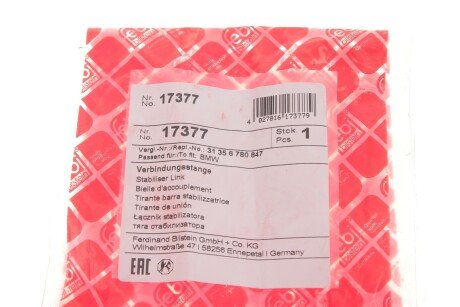 Nr.
No. 17377
4 027816 173779
Nr.
No. 17377
Stck.
Pcs. 1
Vergl.-Nr./Repl.-No.: 31 35 6 780 847
Passend für:/To fit: BMW
Verbindungsstange
Stabiliser Link
Bielle d'accouplement
Tirante barra stabilizzatrice
Tirante de unión
Łącznik stabilizatora
тяга стабилизатора
Ferdinand Bilstein GmbH + Co. KG
Wilhelmstraße 47 | 58256 Ennepetal | Germany
EAC